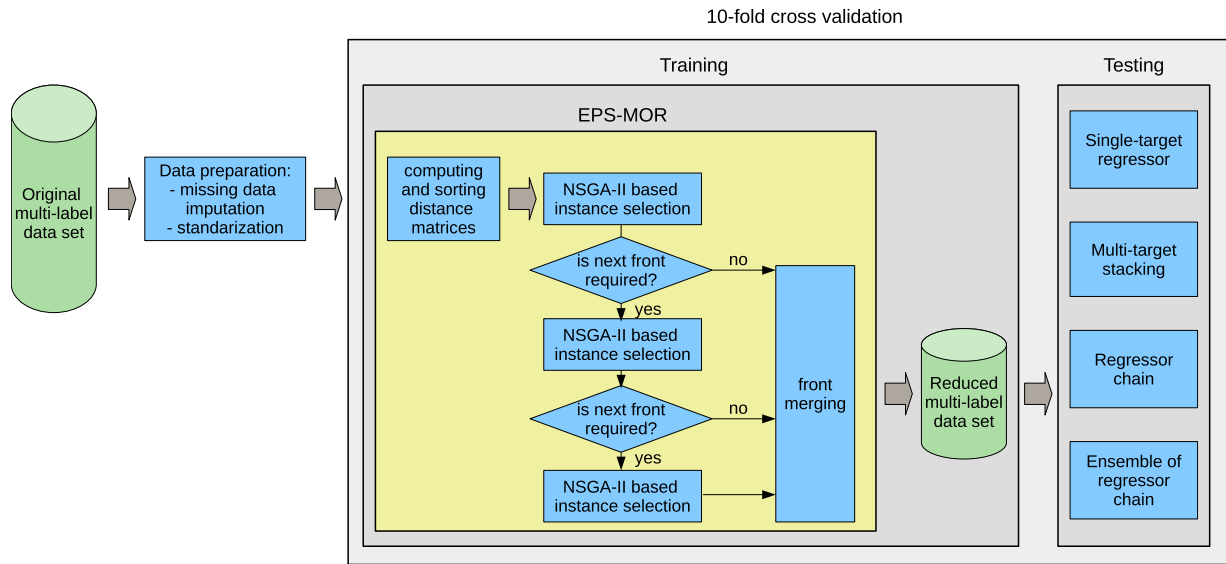 10-fold cross validation
Training
Testing
EPS-MOR
Original
multi-label
data set
Data preparation:
- missing data
imputation
- standarization
computing
and sorting
distance
matrices
NSGA-II based
instance selection
is next front
required?
no
yes
NSGA-II based
instance selection
is next front
required?
no
yes
NSGA-II based
instance selection
front
merging
Reduced
multi-label
data set
Single-target
regressor
Multi-target
stacking
Regressor
chain
Ensemble of
regressor
chain